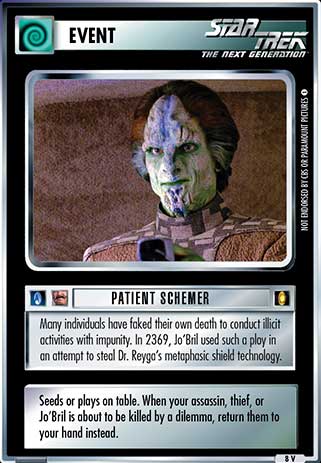 EVENT
STAR TREK
THE NEXT GENERATION
NOT ENDORSED BY CBS OR PARAMOUNT PICTURES
PATIENT SCHEMER
Many individuals have faked their own death to conduct illicit
activities with impunity. In 2369, Jo'Bril used such a ploy in
an attempt to steal Dr. Reyga's metaphasic shield technology.
Seeds or plays on table. When your assassin, thief, or
Jo'Bril is about to be killed by a dilemma, return them to
your hand instead.
8 V